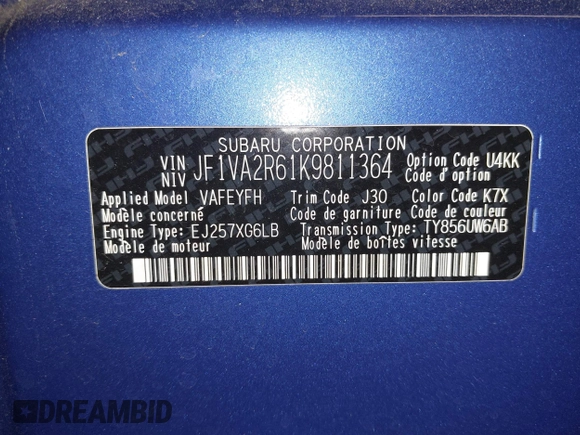 SUBARU CORPORATION
VIN NIV JF1VA2R61K9811364 Option Code Code d'option U4KK
Applied Model VAFEYFH Trim Code J30 Color Code K7X
Modèle concerné Code de garniture Code de couleur
Engine Type: EJ257XG6LB Transmission Type: TY856UW6AB
Modèle de moteur Modèle de boîtes vitesse
DREAMBID